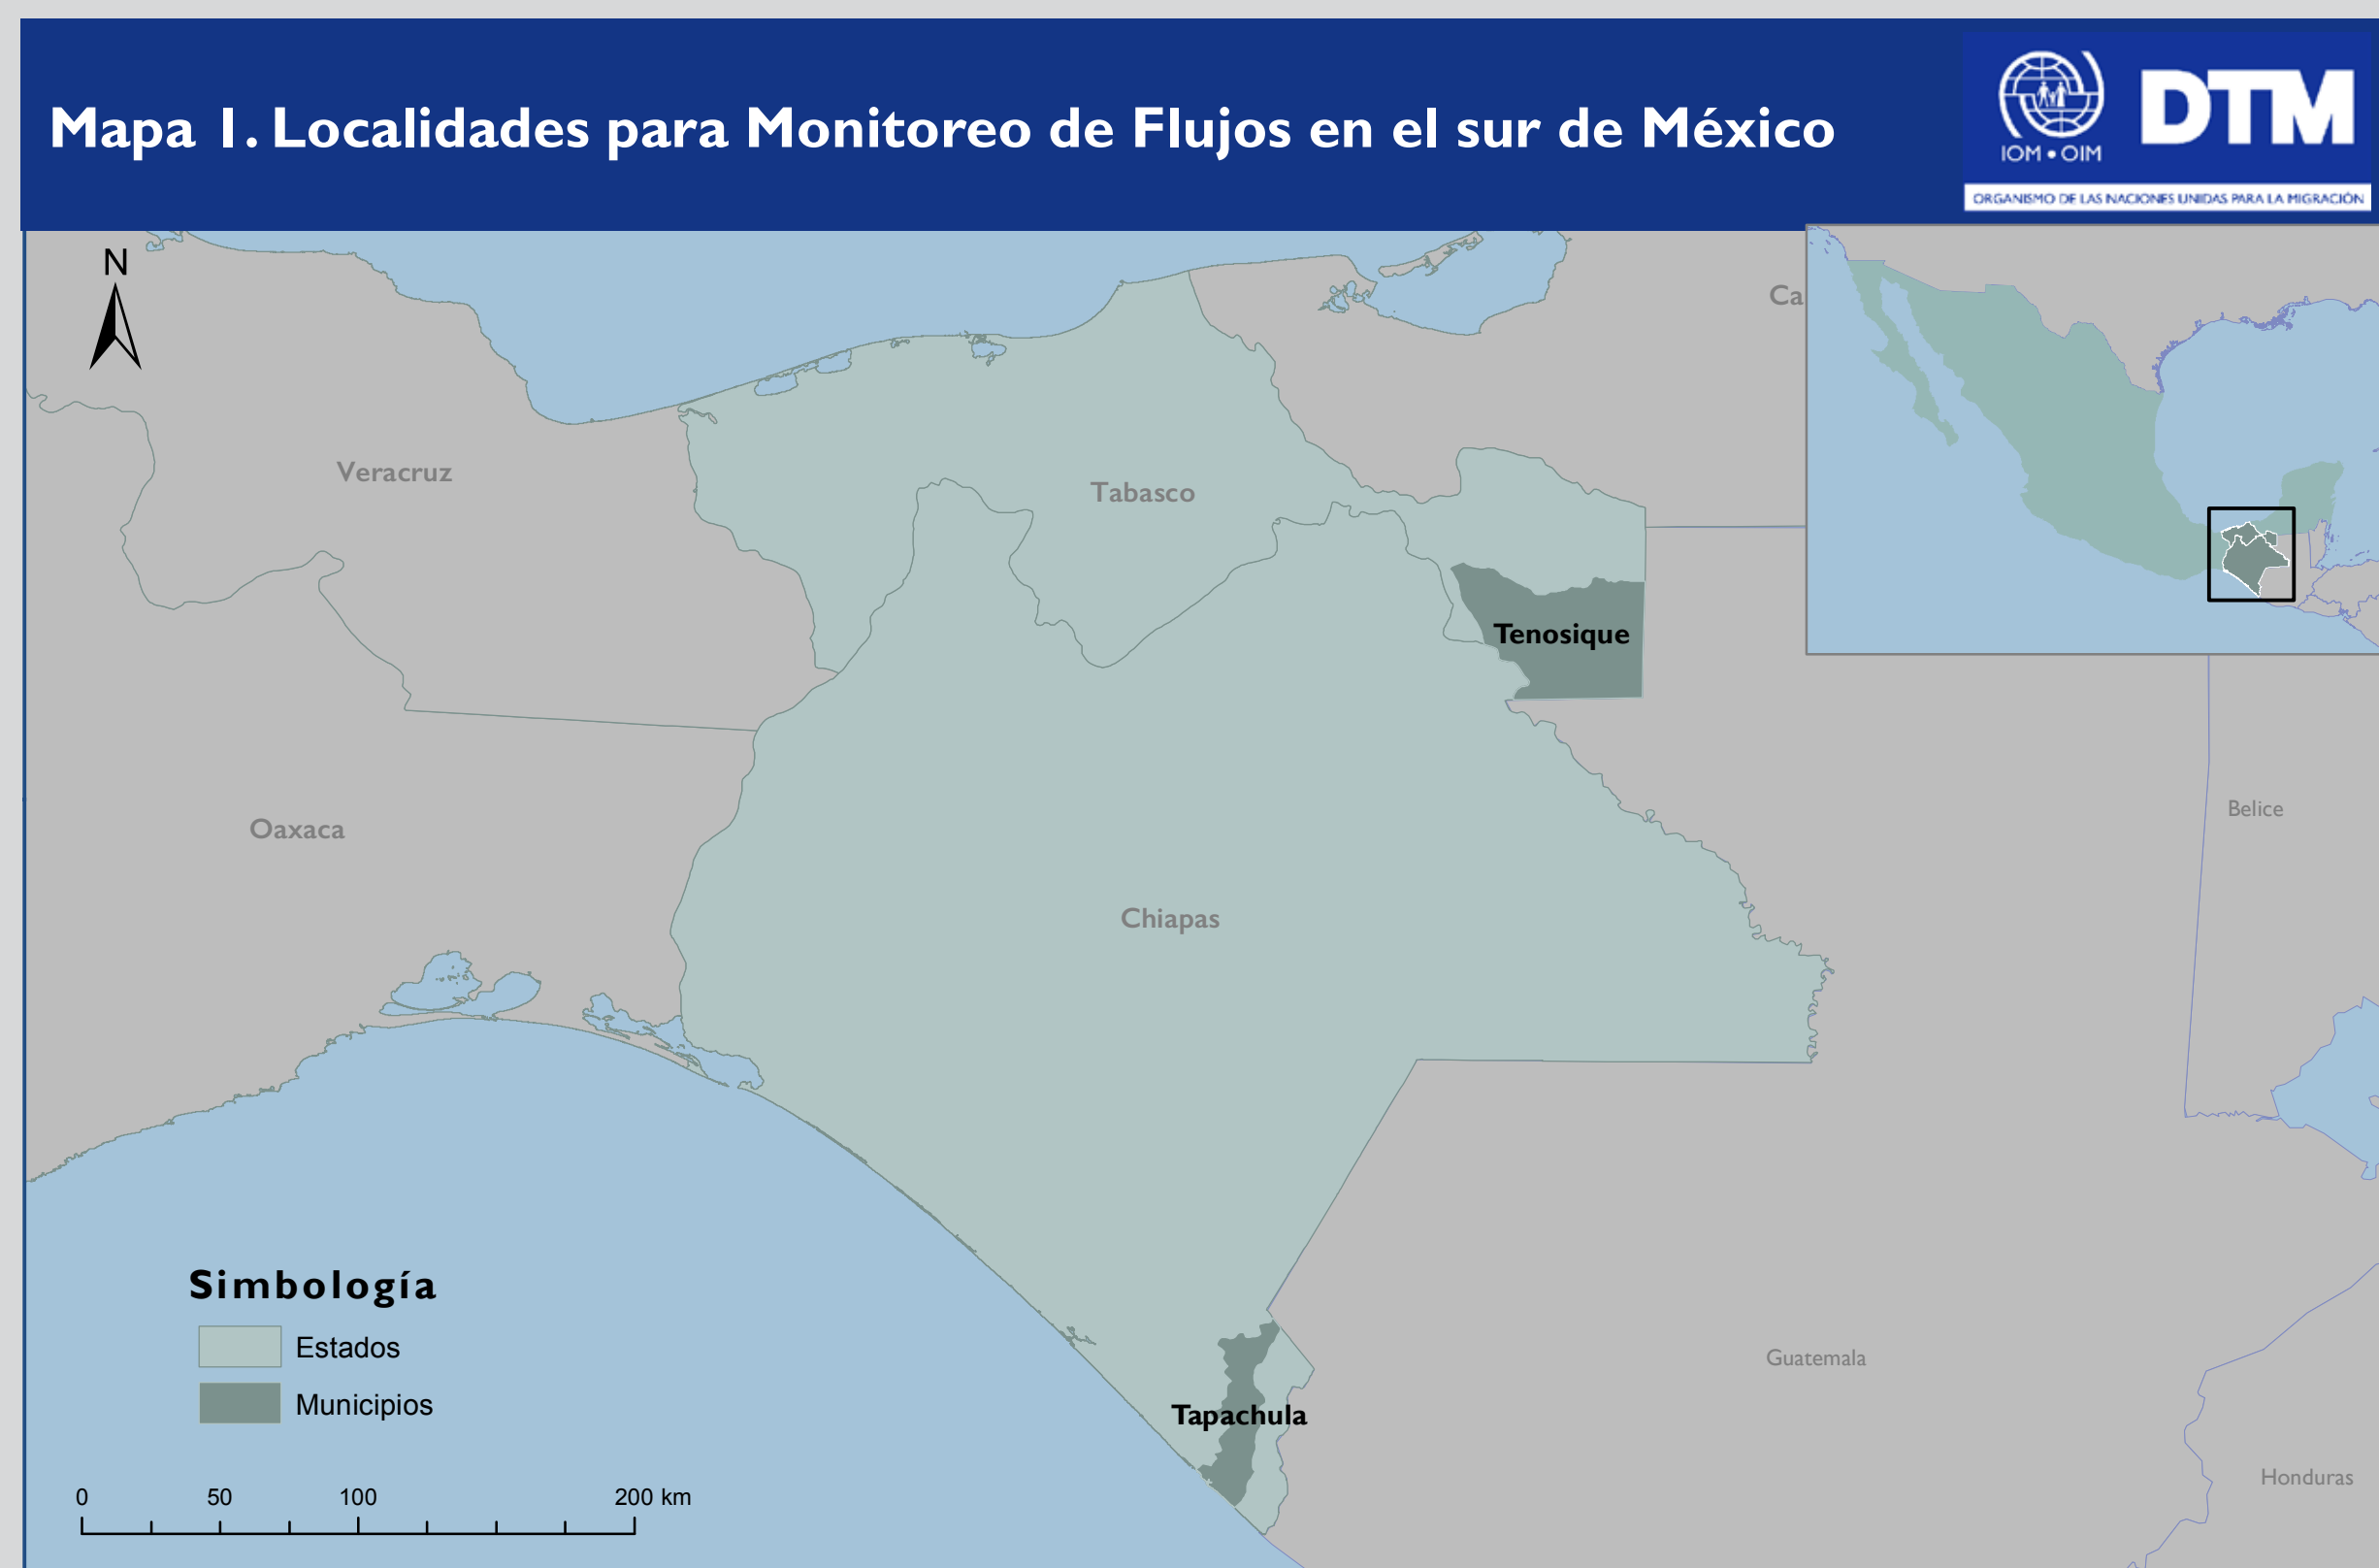 Mapa 1. Localidades para Monitoreo de Flujos en el sur de México
IOM • OIM
DTM
ORGANISMO DE LAS NACIONES UNIDAS PARA LA MIGRACIÓN
N
Ca
Veracruz
Tabasco
Tenosique
Belice
Oaxaca
Chiapas
Simbología
Estados
Municipios
Guatemala
Tapachula
Honduras
0 50 100 200 km